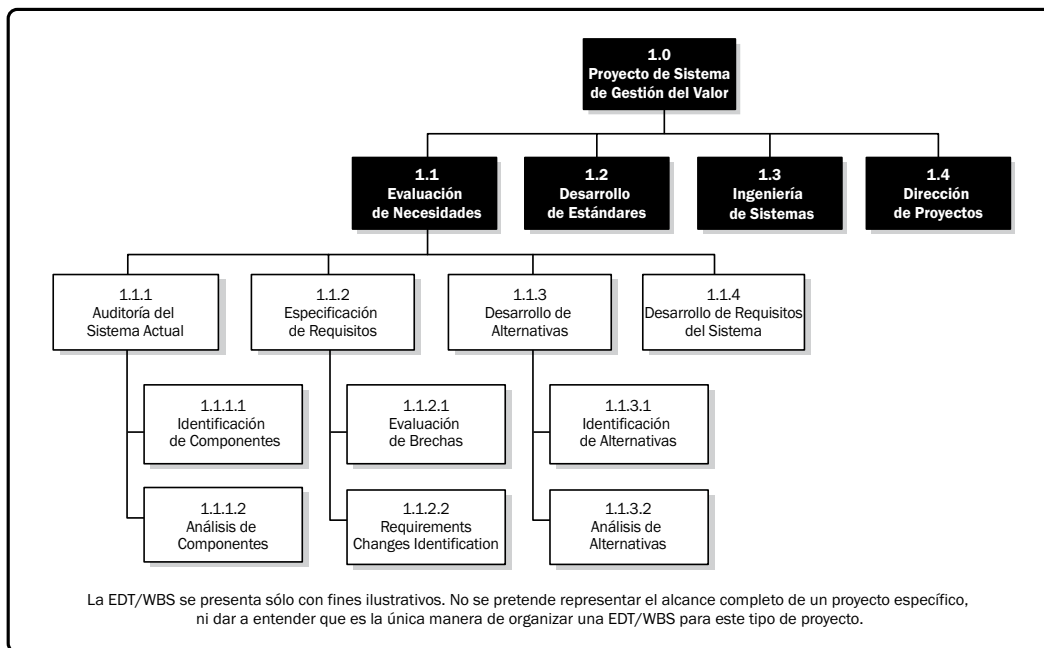 1.0
Proyecto de Sistema
de Gestión del Valor
1.1
Evaluación
de Necesidades
1.2
Desarrollo
de Estándares
1.3
Ingeniería
de Sistemas
1.4
Dirección
de Proyectos
1.1.1
Auditoría del
Sistema Actual
1.1.2
Especificación
de Requisitos
1.1.3
Desarrollo de
Alternativas
1.1.4
Desarrollo de Requisitos
del Sistema
1.1.1.1
Identificación
de Componentes
1.1.2.1
Evaluación
de Brechas
1.1.3.1
Identificación
de Alternativas
1.1.1.2
Análisis de
Componentes
1.1.2.2
Requirements
Changes Identification
1.1.3.2
Análisis de
Alternativas
La EDT/WBS se presenta sólo con fines ilustrativos. No se pretende representar el alcance completo de un proyecto específico,
ni dar a entender que es la única manera de organizar una EDT/WBS para este tipo de proyecto.